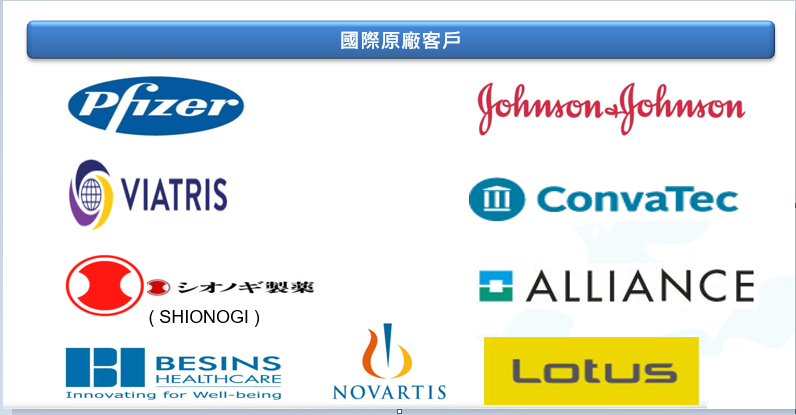 國際原廠客戶
Pfizer
Johnson & Johnson
VIATRIS
ConvaTec
シオノギ製薬
( SHIONOGI )
ALLIANCE
BESINS
HEALTHCARE
Innovating for Well-being
NOVARTIS
Lotus